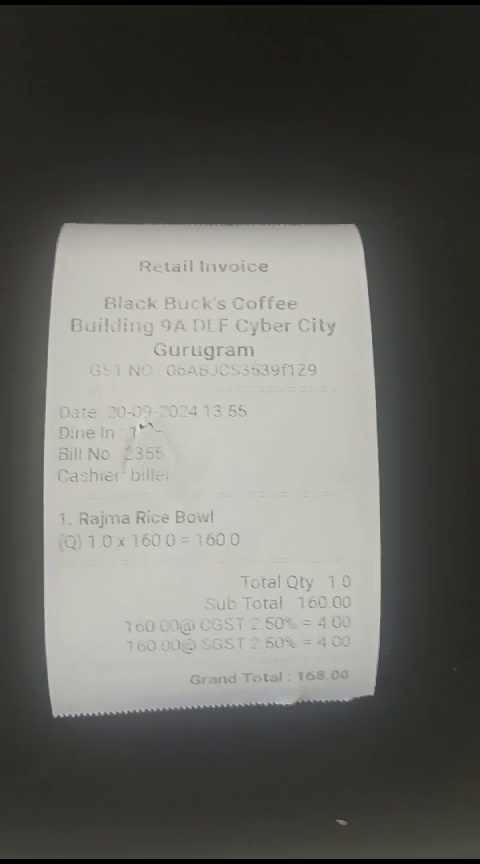 Retail Invoice
Black Buck's Coffee
Building 9A DLF Cyber City
Gurugram
GST NO
Date 20-09-2024 13:55
Dine In
Bill No 2355
Cashier biller
1. Rajma Rice Bowl
(Q) 1.0 x 160.0 = 160.0
Total Qty 1.0
Sub Total : 160.00
160.00@ CGST 2.50% = 4.00
160.00@ SGST 2.50% = 4.00
Grand Total : 168.00